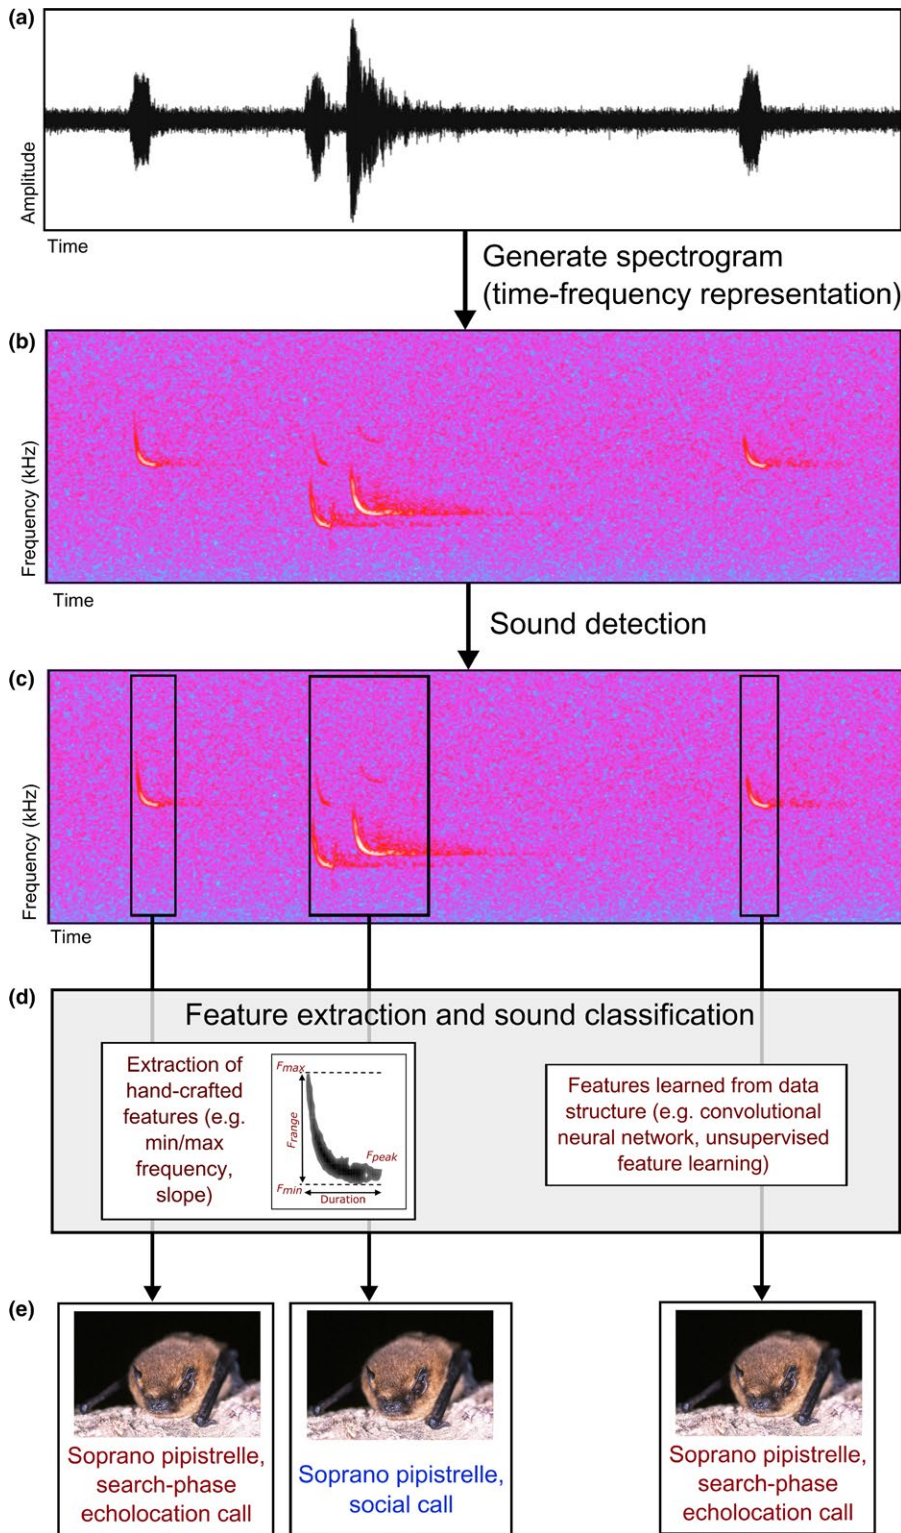 (a)
Amplitude
Time
Generate spectrogram
(time-frequency representation)
(b)
Frequency (kHz)
Time
Sound detection
(c)
Frequency (kHz)
Time
(d)
Feature extraction and sound classification
Extraction of
hand-crafted
features (e.g.
min/max
frequency,
slope)
Fmax
Frange
Fpeak
Fmin
Duration
Features learned from data
structure (e.g. convolutional
neural network, unsupervised
feature learning)
(e)
Soprano pipistrelle,
search-phase
echolocation call
Soprano pipistrelle,
social call
Soprano pipistrelle,
search-phase
echolocation call